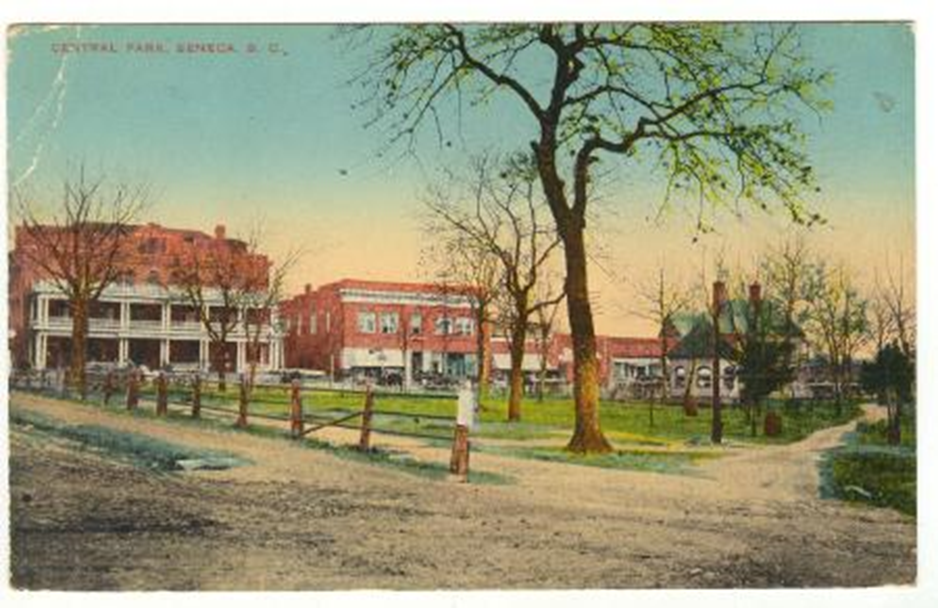 CENTRAL PARK, SENECA, S. C.